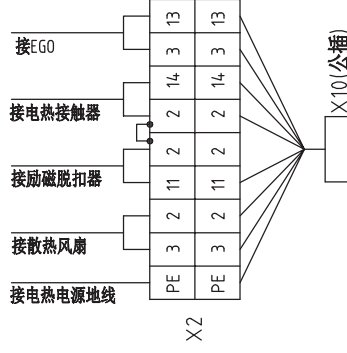 接EGO
接电热接触器
接励磁脱扣器
接散热风扇
接电热电源地线
13 13
3 3
14 14
2 2
2 2
11 11
2 2
3 3
PE PE
X2
X10(公插)